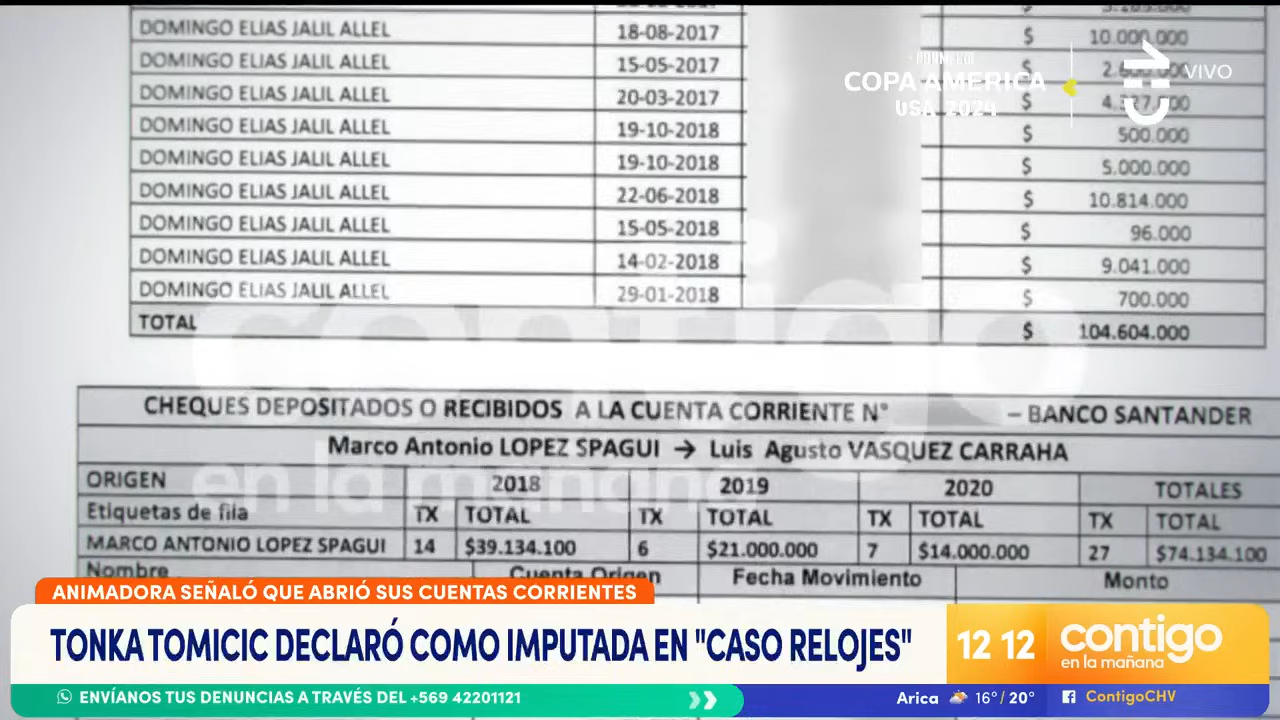 DOMINGO ELIAS JALIL ALLEL 18-08-2017 $ 10.000.000
DOMINGO ELIAS JALIL ALLEL 15-05-2017 $
DOMINGO ELIAS JALIL ALLEL 20-03-2017 $
DOMINGO ELIAS JALIL ALLEL 19-10-2018 $ 500.000
DOMINGO ELIAS JALIL ALLEL 19-10-2018 $ 5.000.000
DOMINGO ELIAS JALIL ALLEL 22-06-2018 $ 10.814.000
DOMINGO ELIAS JALIL ALLEL 15-05-2018 $ 96.000
DOMINGO ELIAS JALIL ALLEL 14-02-2018 $ 9.041.000
DOMINGO ELIAS JALIL ALLEL 29-01-2018 $ 700.000
TOTAL $ 104.604.000
COPA AMERICA
USA 2024
VIVO
CHEQUES DEPOSITADOS O RECIBIDOS A LA CUENTA CORRIENTE N° – BANCO SANTANDER
Marco Antonio LOPEZ SPAGUI → Luis Agusto VASQUEZ CARRAHA
ORIGEN 2018 2019 2020 TOTALES
Etiquetas de fila TX TOTAL TX TOTAL TX TOTAL TX TOTAL
MARCO ANTONIO LOPEZ SPAGUI 14 $39.134.100 6 $21.000.000 7 $14.000.000 27 $74.134.100
Nombre Cuenta Origen Fecha Movimiento Monto
contigo
en la mañana
ANIMADORA SEÑALÓ QUE ABRIÓ SUS CUENTAS CORRIENTES
TONKA TOMICIC DECLARÓ COMO IMPUTADA EN "CASO RELOJES"
12 12
contigo
en la mañana
ENVÍANOS TUS DENUNCIAS A TRAVÉS DEL +569 42201121
Arica 16°/ 20°
ContigoCHV